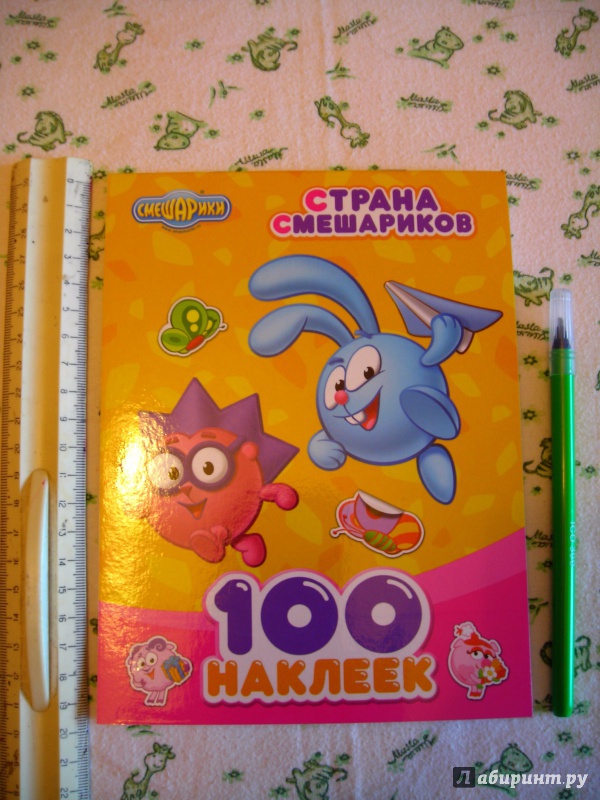 СМЕШАРИКИ
СТРАНА
СМЕШАРИКОВ
100
НАКЛЕЕК
Лабиринт.ру